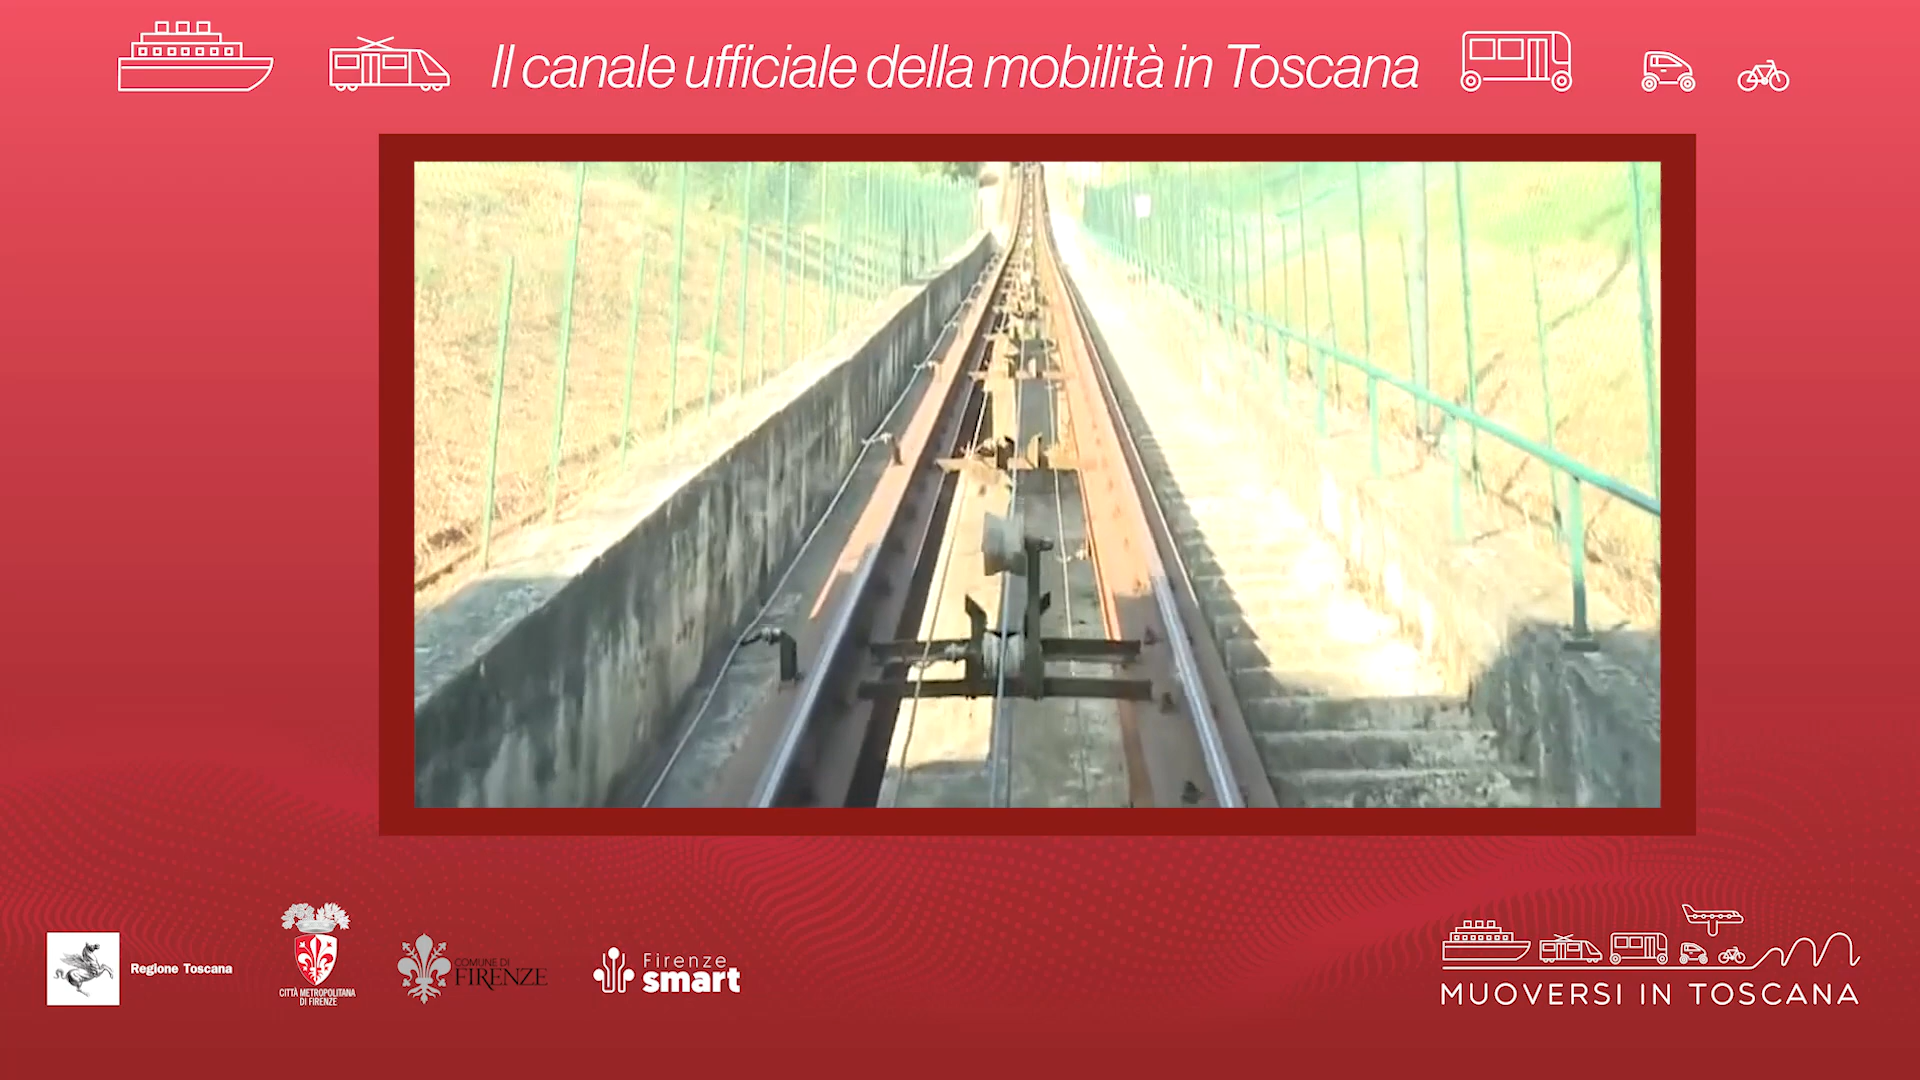 Il canale ufficiale della mobilità in Toscana
Regione Toscana
CITTÀ METROPOLITANA
DI FIRENZE
COMUNE DI
FIRENZE
Firenze
smart
MUOVERSI IN TOSCANA